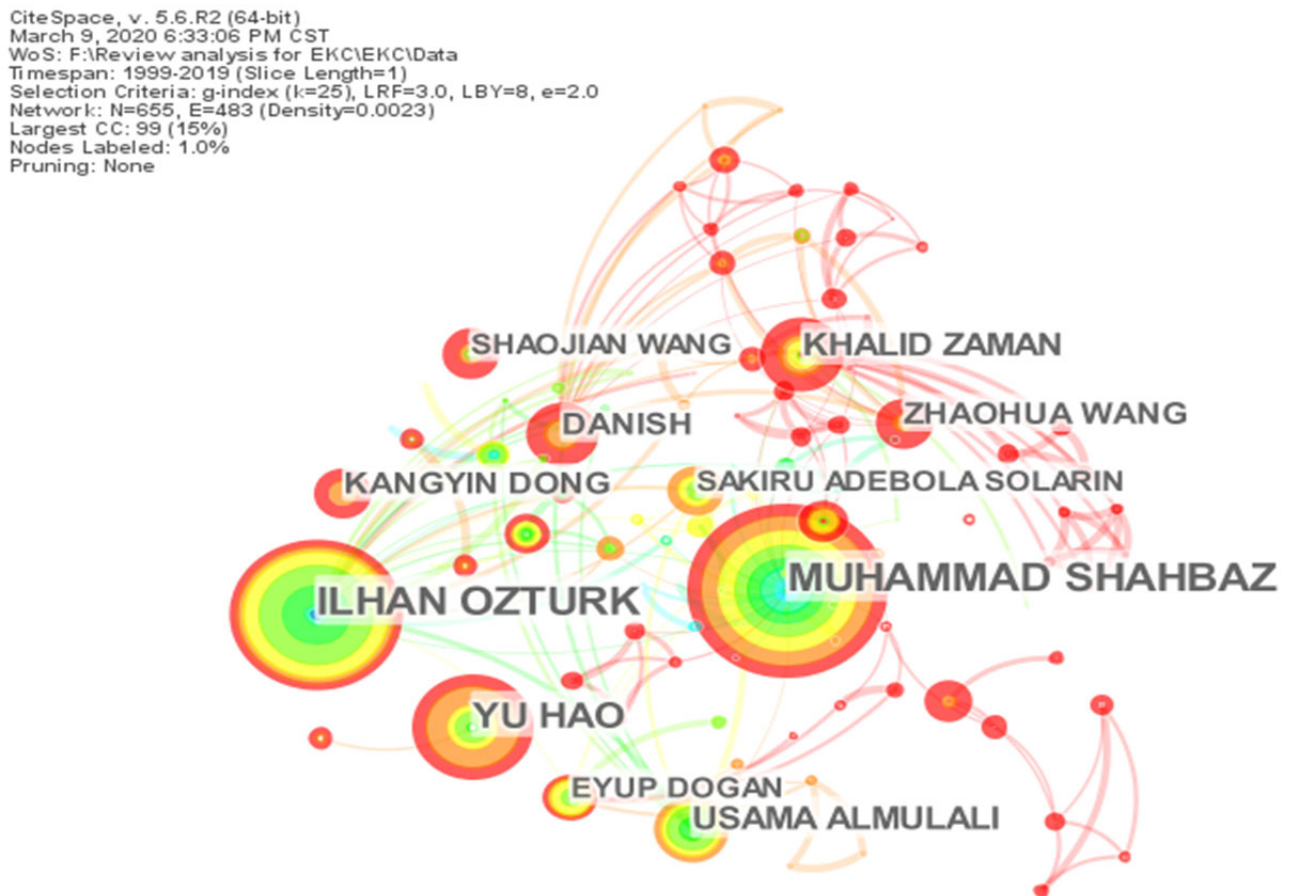 CiteSpace, v. 5.6.R2 (64-bit)
March 9, 2020 6:33:06 PM CST
WoS: F:\Review analysis for EKC\EKC\Data
Timespan: 1999-2019 (Slice Length=1)
Selection Criteria: g-index (k=25), LRF=3.0, LBY=8, e=2.0
Network: N=655, E=483 (Density=0.0023)
Largest CC: 99 (15%)
Nodes Labeled: 1.0%
Pruning: None
SHAOJIAN WANG
KHALID ZAMAN
DANISH
ZHAOHUA WANG
KANGYIN DONG
SAKIRU ADEBOLA SOLARIN
ILHAN OZTURK
MUHAMMAD SHAHBAZ
YU HAO
EYUP DOGAN
USAMA ALMULALI